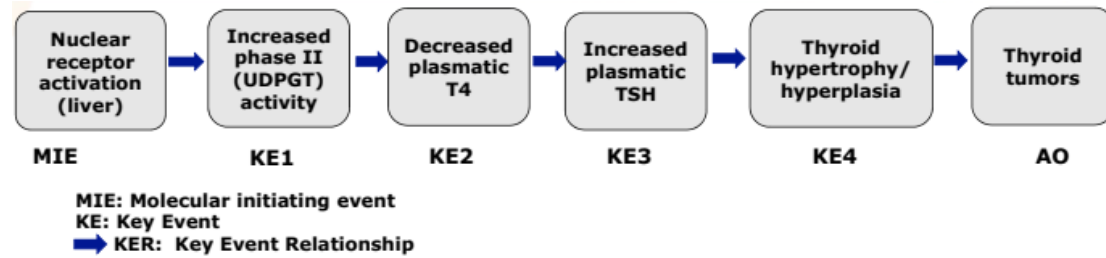 Nuclear
receptor
activation
(liver)
Increased
phase II
(UDPGT)
activity
Decreased
plasmatic
T4
Increased
plasmatic
TSH
Thyroid
hypertrophy/
hyperplasia
Thyroid
tumors
MIE
KE1
KE2
KE3
KE4
AO
MIE: Molecular initiating event
KE: Key Event
KER: Key Event Relationship